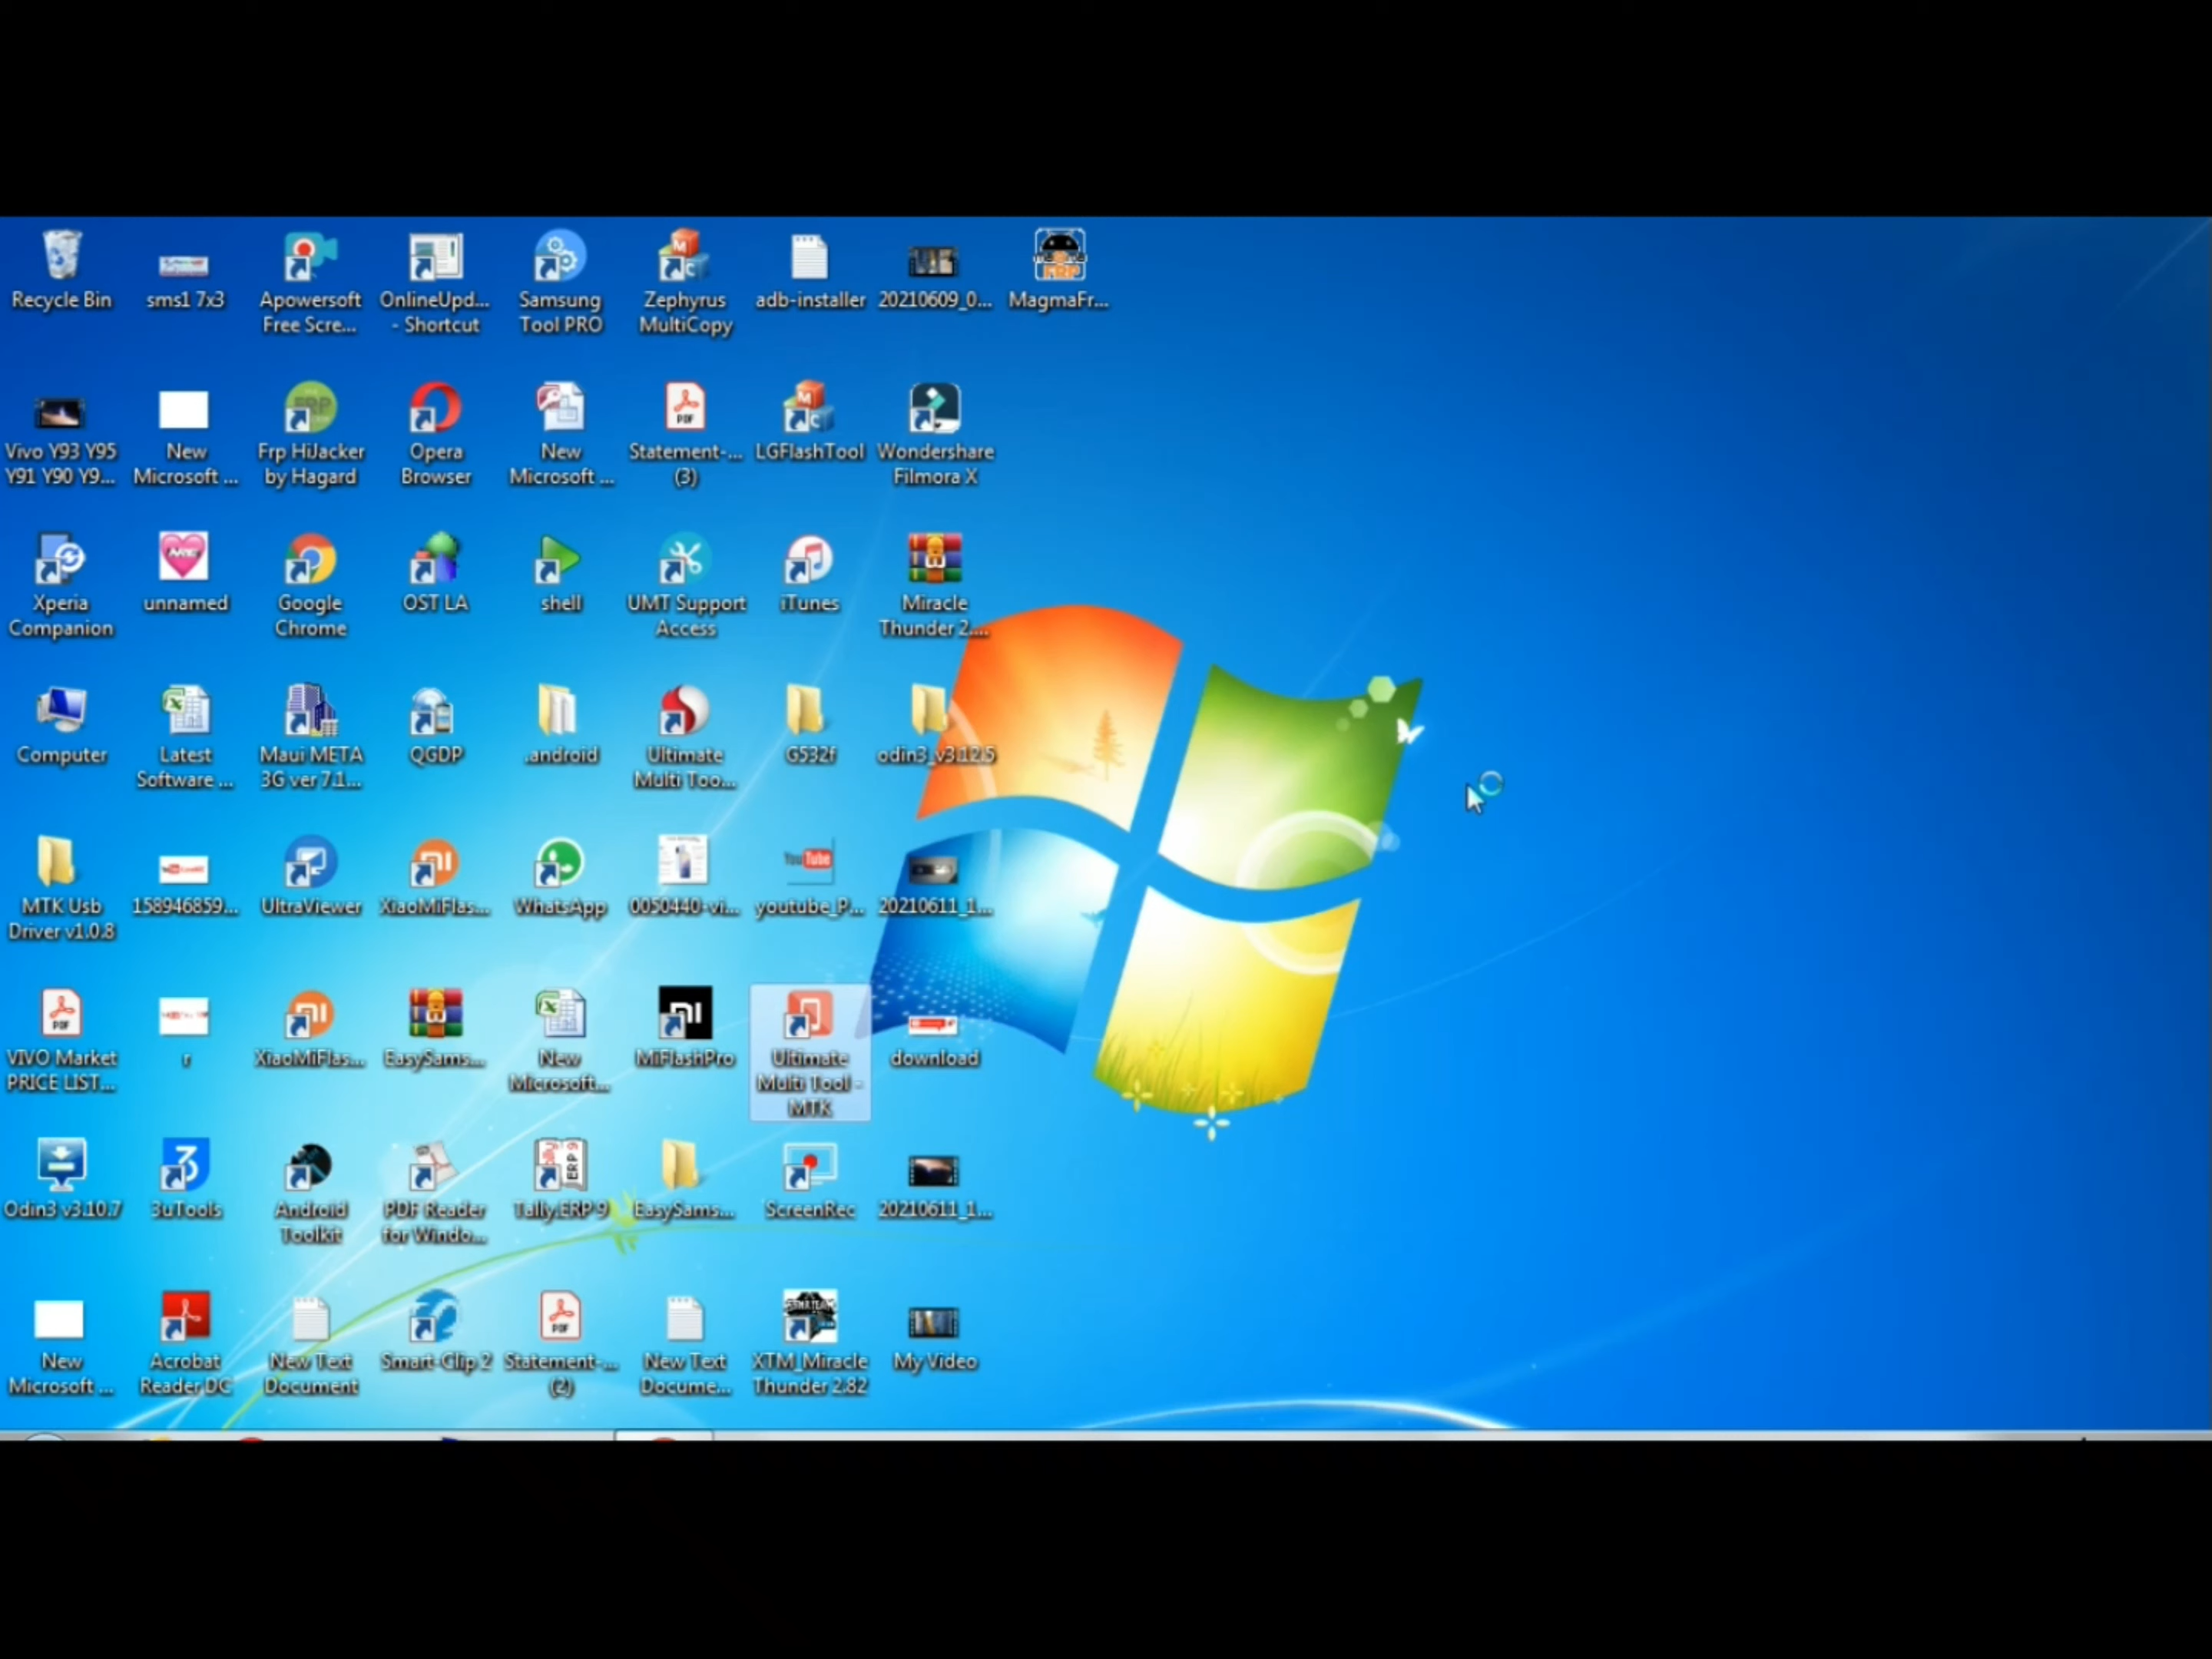 Recycle Bin
sms1 7x3
Apowersoft
Free Scre...
OnlineUpd...
- Shortcut
Samsung
Tool PRO
Zephyrus
MultiCopy
adb-installer
20210609_0...
MagmaFr...
Vivo Y93 Y95
Y91 Y90 Y9...
New
Microsoft ...
Frp HiJacker
by Hagard
Opera
Browser
New
Microsoft ...
Statement-...
(3)
LGFlashTool
Wondershare
Filmora X
Xperia
Companion
unnamed
Google
Chrome
OST LA
shell
UMT Support
Access
iTunes
Miracle
Thunder 2....
Computer
Latest
Software ...
Maui META
3G ver 7.1...
QGDP
.android
Ultimate
Multi Too...
G532f
odin3_v3.12.5
MTK Usb
Driver v1.0.8
158946859...
UltraViewer
XiaoMiFlas...
WhatsApp
0050440-vi...
youtube_P...
20210611_1...
VIVO Market
PRICE LIST...
r
XiaoMiFlas...
EasySams...
New
Microsoft...
MiFlashPro
Ultimate
Multi Tool -
MTK
download
Odin3 v3.10.7
3uTools
Android
Toolkit
PDF Reader
for Windo...
Tally.ERP 9
EasySams...
ScreenRec
20210611_1...
New
Microsoft ...
Acrobat
Reader DC
New Text
Document
Smart-Clip 2
Statement-...
(2)
New Text
Docume...
XTM_Miracle
Thunder 2.82
My Video